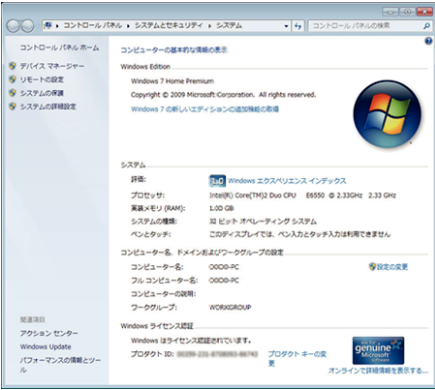 コントロール パネル ▸ システムとセキュリティ ▸ システム
コントロール パネルの検索
コントロール パネル ホーム
デバイス マネージャー
リモートの設定
システムの保護
システムの詳細設定
コンピューターの基本的な情報の表示
Windows Edition
Windows 7 Home Premium
Copyright © 2009 Microsoft Corporation. All rights reserved.
Windows 7 の新しいエディションの追加機能の取得
システム
評価: Windows エクスペリエンス インデックス
プロセッサ: Intel(R) Core(TM)2 Duo CPU E6550 @ 2.33GHz 2.33 GHz
実装メモリ (RAM): 1.00 GB
システムの種類: 32 ビット オペレーティング システム
ペンとタッチ: このディスプレイでは、ペン入力とタッチ入力は利用できません
コンピューター名、ドメインおよびワークグループの設定
コンピューター名: -PC
設定の変更
フル コンピューター名: -PC
コンピューターの説明:
ワークグループ: WORKGROUP
Windows ライセンス認証
Windows はライセンス認証されています。
プロダクト ID:
プロダクト キーの変更
genuine
Microsoft
オンラインで詳細情報を表示する...
関連項目
アクション センター
Windows Update
パフォーマンスの情報とツール